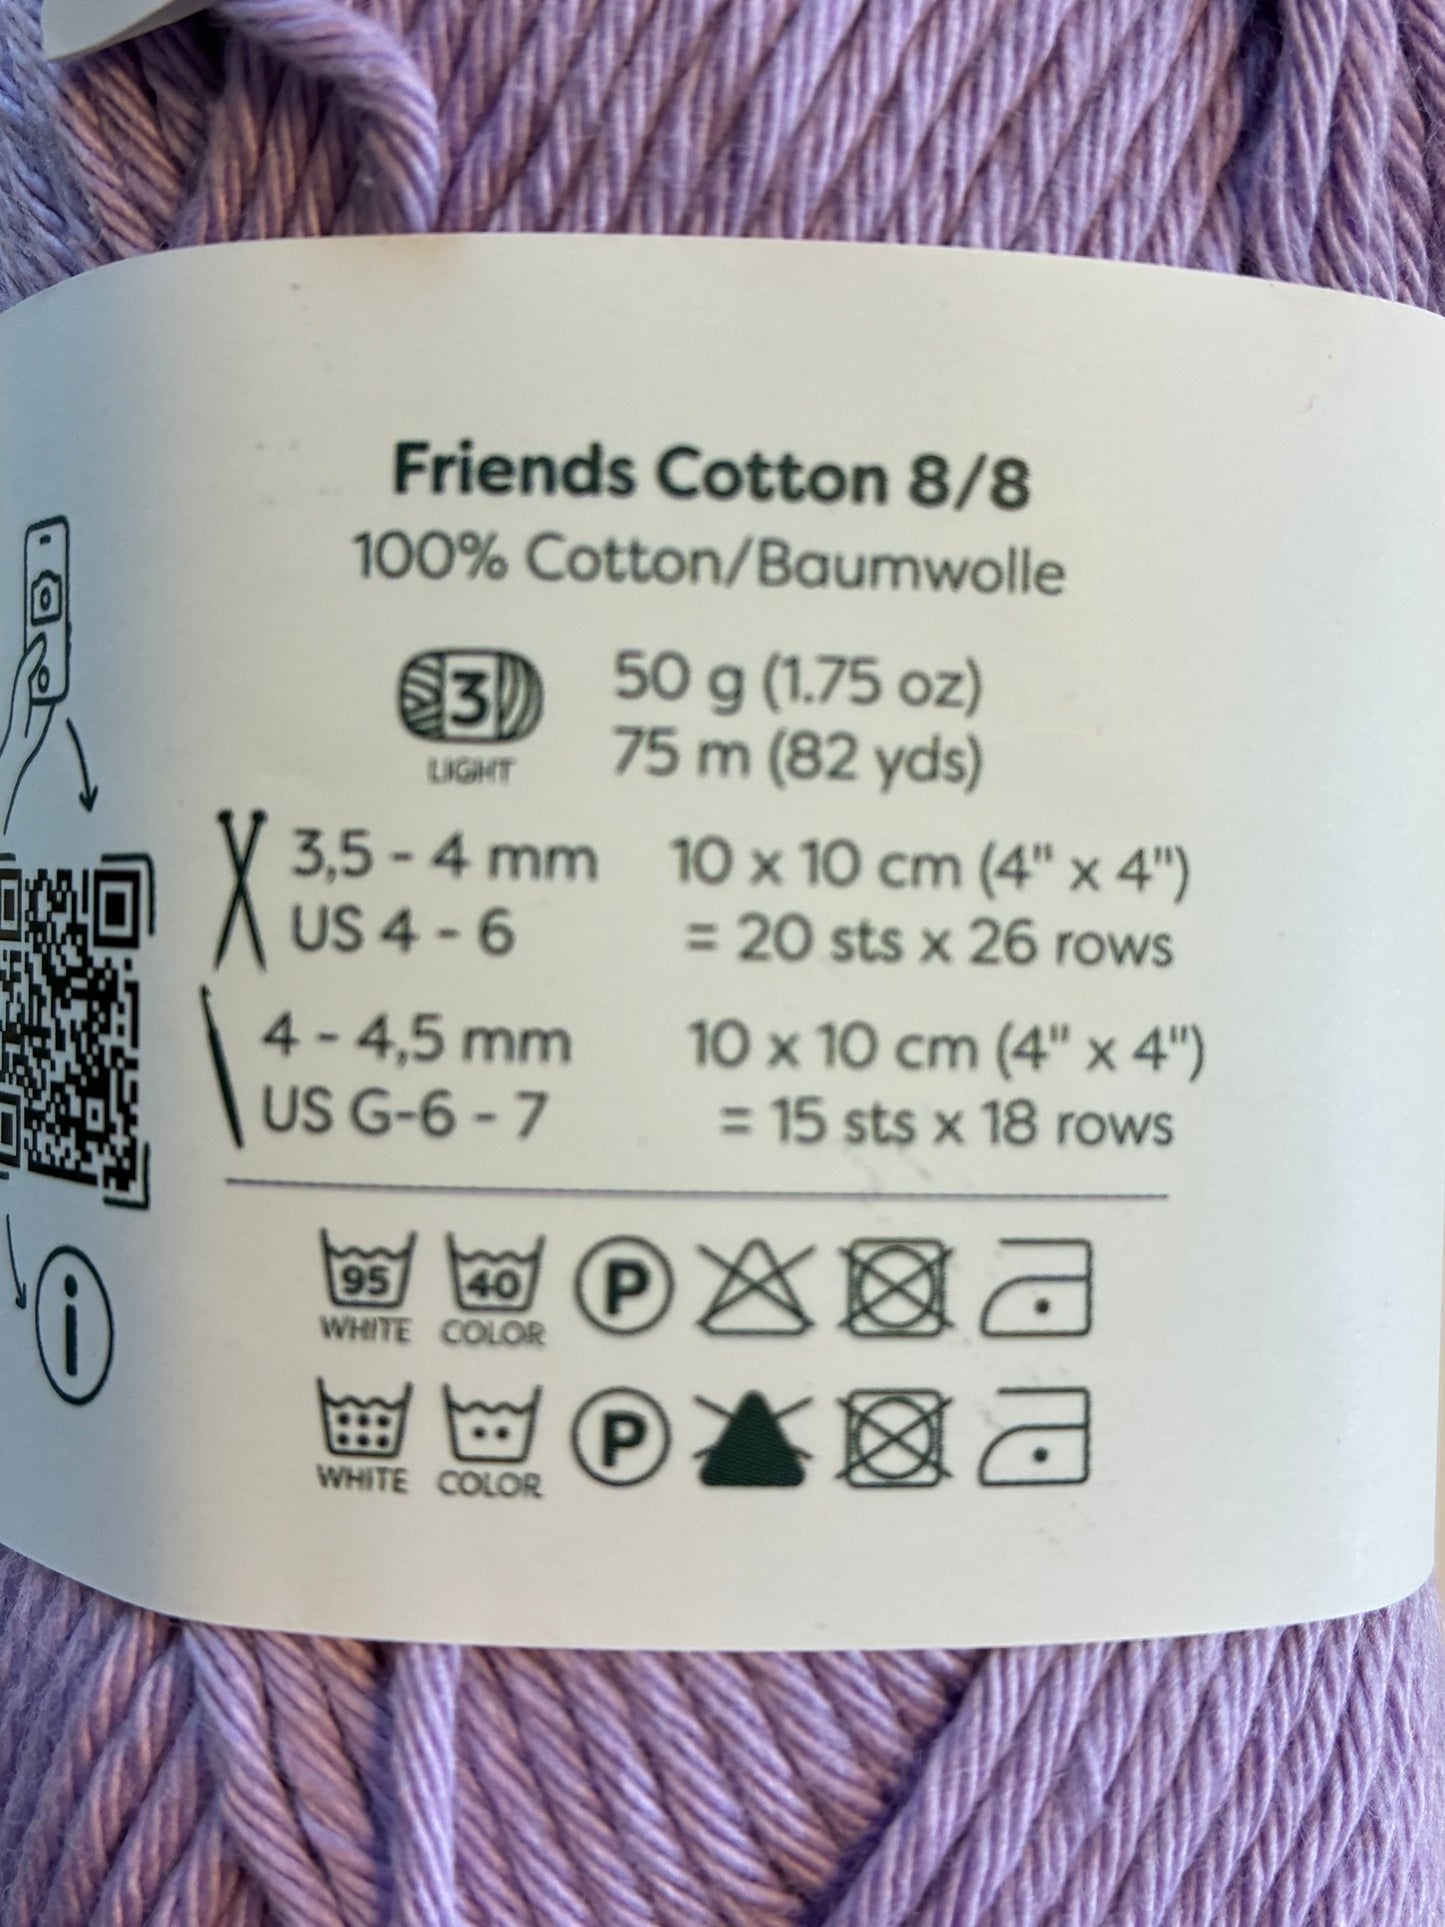 Friends Cotton 8/8
100% Cotton/Baumwolle
3
LIGHT
50 g (1.75 oz)
75 m (82 yds)
3,5 - 4 mm
US 4 - 6
10 x 10 cm (4" x 4")
= 20 sts x 26 rows
4 - 4,5 mm
US G-6 - 7
10 x 10 cm (4" x 4")
= 15 sts x 18 rows
i
95 40 P
WHITE COLOR
P
WHITE COLOR